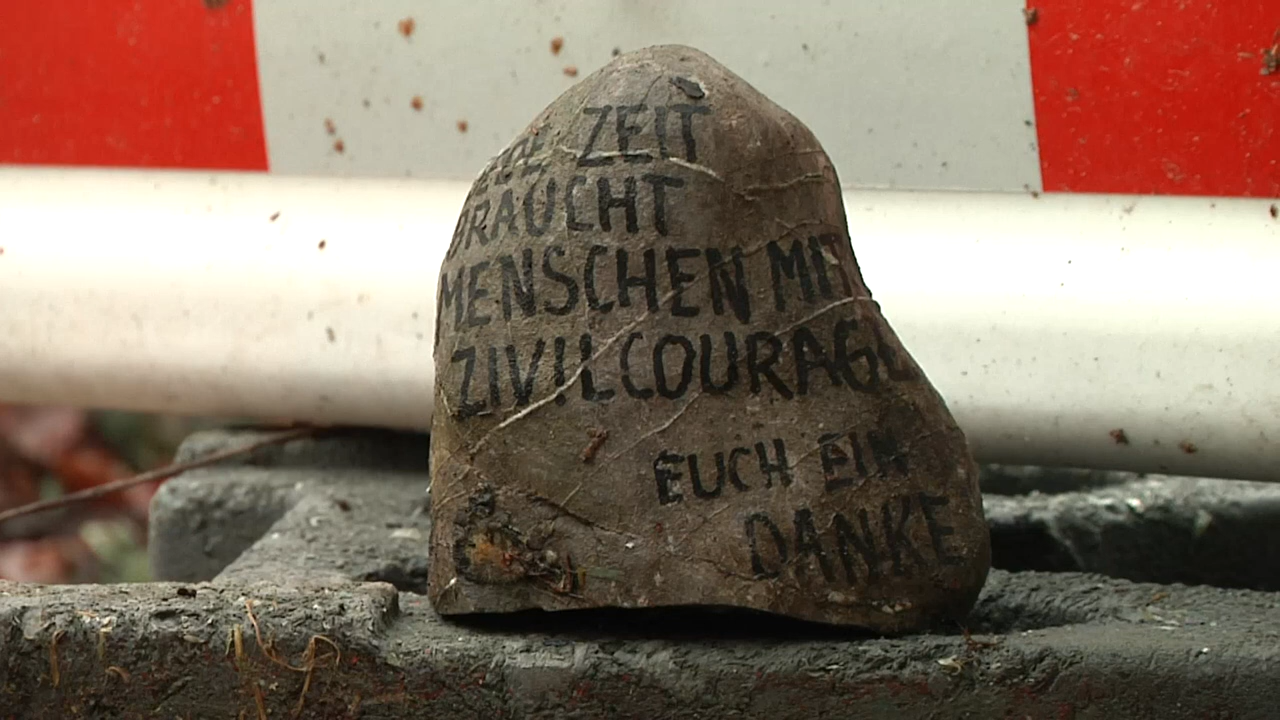 ZEIT
BRAUCHT
MENSCHEN MIT
ZIVILCOURAGE
EUCH EIN
DANKE